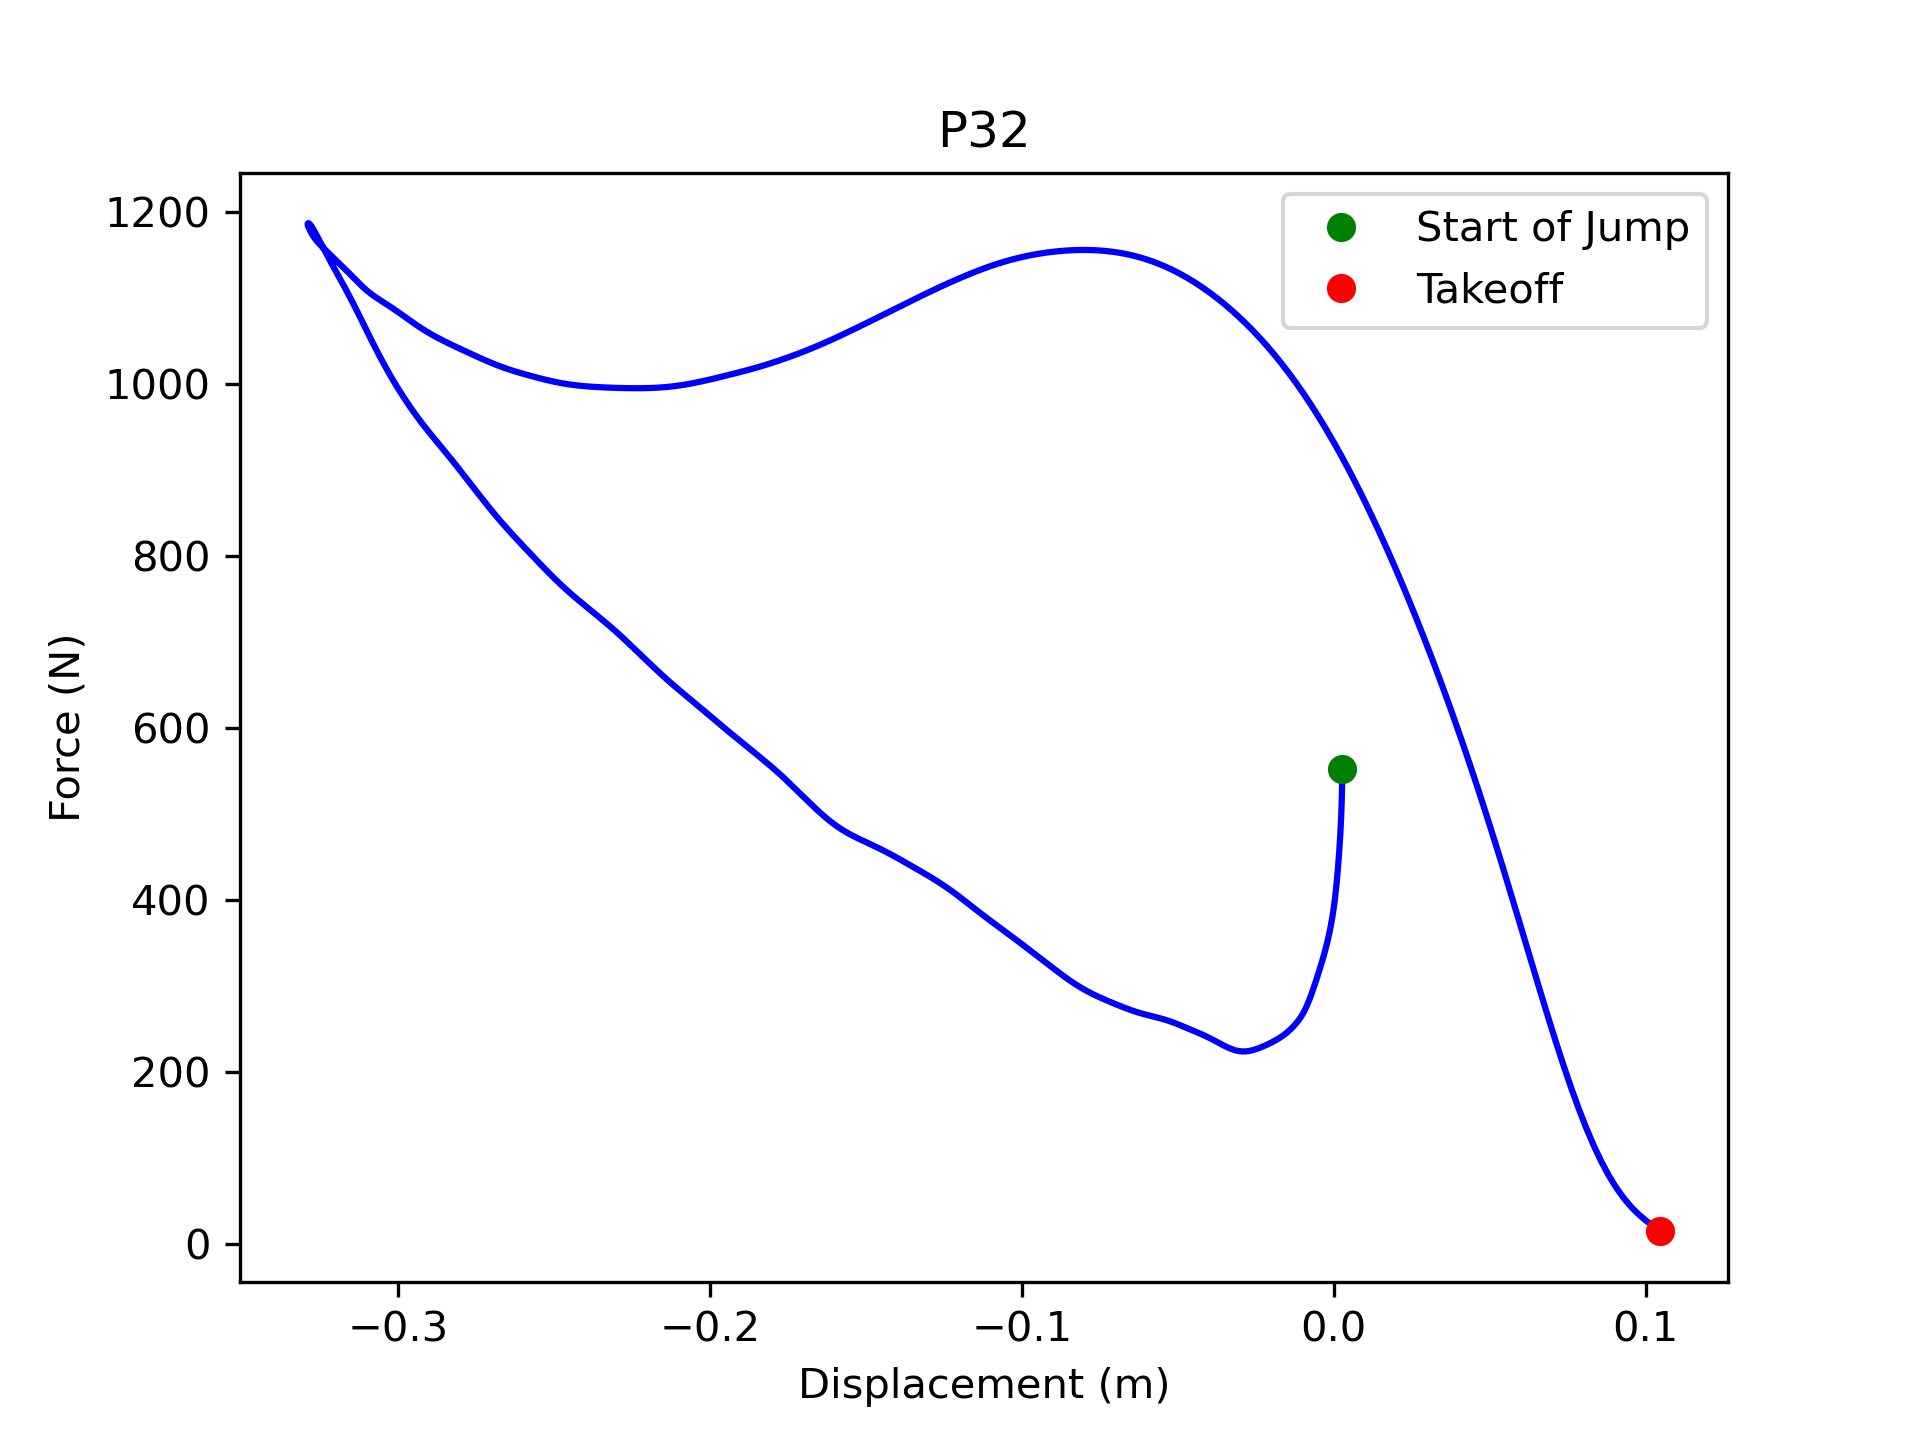 P32
Start of Jump
Takeoff
1200
1000
800
600
400
200
0
Force (N)
−0.3 −0.2 −0.1 0.0 0.1
Displacement (m)